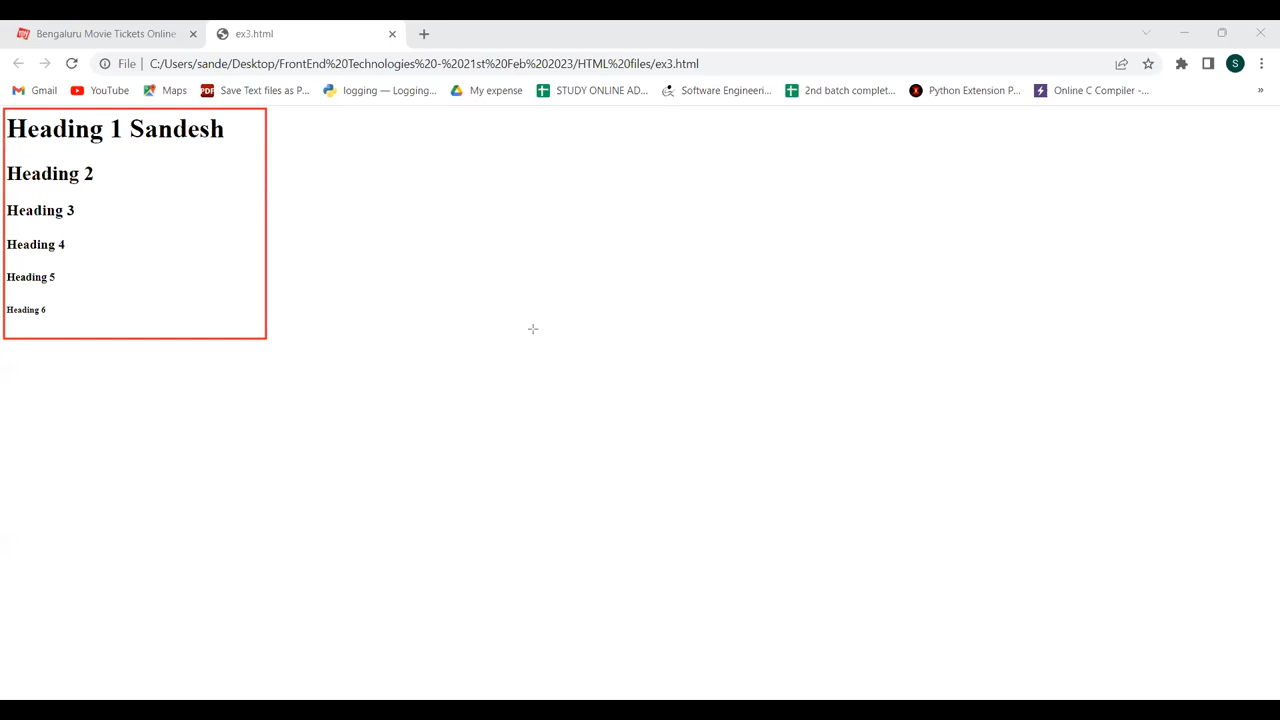 Bengaluru Movie Tickets Online
ex3.html
File C:/Users/sande/Desktop/FrontEnd%20Technologies%20-%2021st%20Feb%202023/HTML%20files/ex3.html
S
Gmail YouTube Maps PDF Save Text files as P... logging — Logging... My expense STUDY ONLINE AD... Software Engineeri... 2nd batch complet... Python Extension P... Online C Compiler -... »
Heading 1 Sandesh
Heading 2
Heading 3
Heading 4
Heading 5
Heading 6